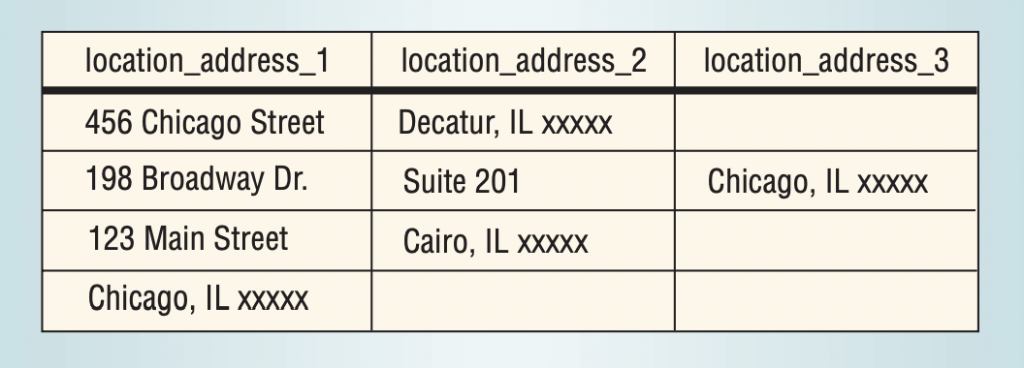 location_address_1 location_address_2 location_address_3
456 Chicago Street Decatur, IL xxxxx
198 Broadway Dr. Suite 201 Chicago, IL xxxxx
123 Main Street Cairo, IL xxxxx
Chicago, IL xxxxx